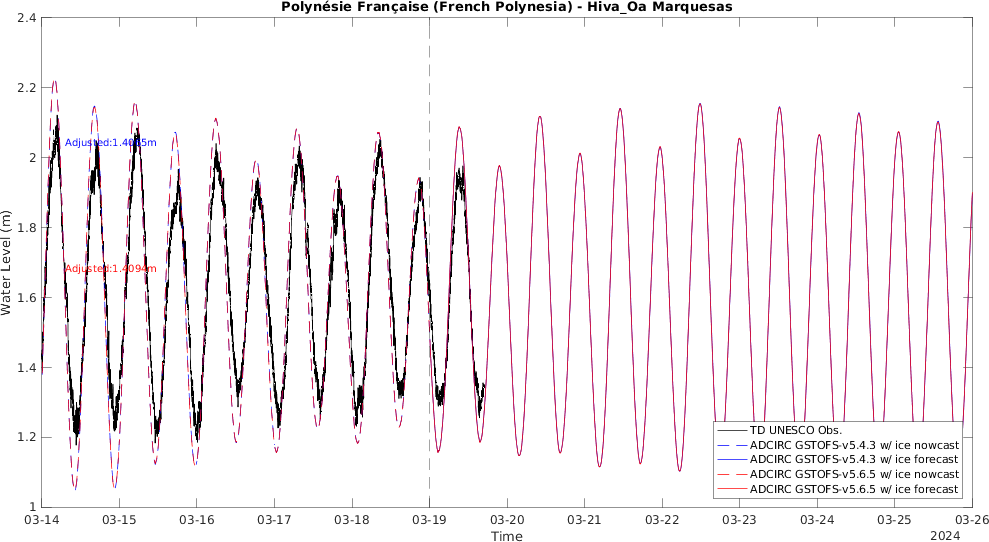 Polynésie Française (French Polynesia) - Hiva_Oa Marquesas
2.4
2.2
2
1.8
1.6
1.4
1.2
1
Water Level (m)
Adjusted:1.4094m
TD UNESCO Obs.
ADCIRC GSTOFS-v5.4.3 w/ ice nowcast
ADCIRC GSTOFS-v5.4.3 w/ ice forecast
ADCIRC GSTOFS-v5.6.5 w/ ice nowcast
ADCIRC GSTOFS-v5.6.5 w/ ice forecast
03-14 03-15 03-16 03-17 03-18 03-19 03-20 03-21 03-22 03-23 03-24 03-25 03-26
Time
2024